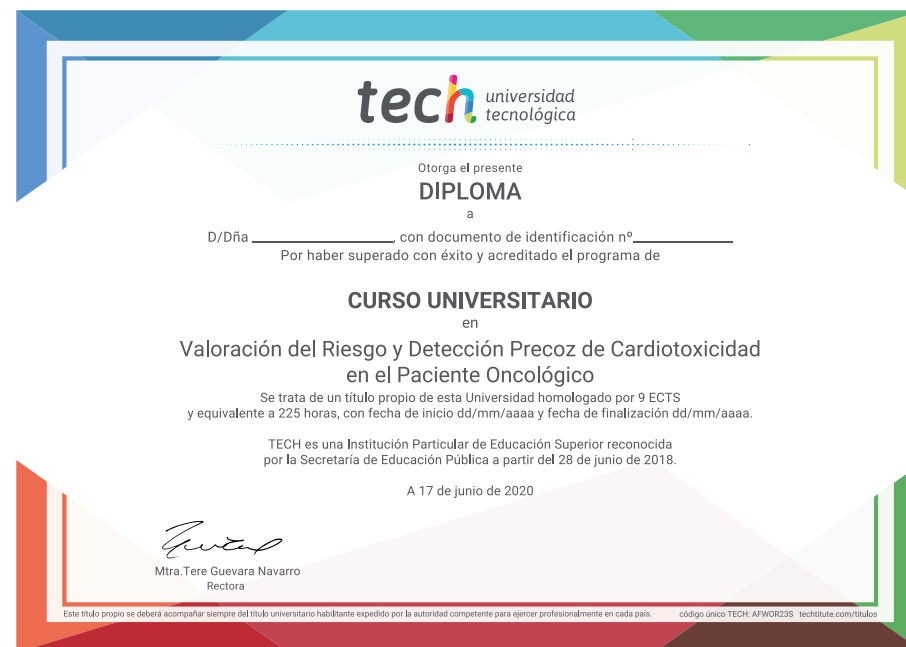 tech universidad
tecnológica
Otorga el presente
DIPLOMA
a
D/Dña ____________________, con documento de identificación nº______________
Por haber superado con éxito y acreditado el programa de
CURSO UNIVERSITARIO
en
Valoración del Riesgo y Detección Precoz de Cardiotoxicidad
en el Paciente Oncológico
Se trata de un título propio de esta Universidad homologado por 9 ECTS
y equivalente a 225 horas, con fecha de inicio dd/mm/aaaa y fecha de finalización dd/mm/aaaa.
TECH es una Institución Particular de Educación Superior reconocida
por la Secretaría de Educación Pública a partir del 28 de junio de 2018.
A 17 de junio de 2020
Mtra.Tere Guevara Navarro
Rectora
Este título propio se deberá acompañar siempre del título universitario habilitante expedido por la autoridad competente para ejercer profesionalmente en cada país. código único TECH: AFWOR23S techtitute.com/titulos